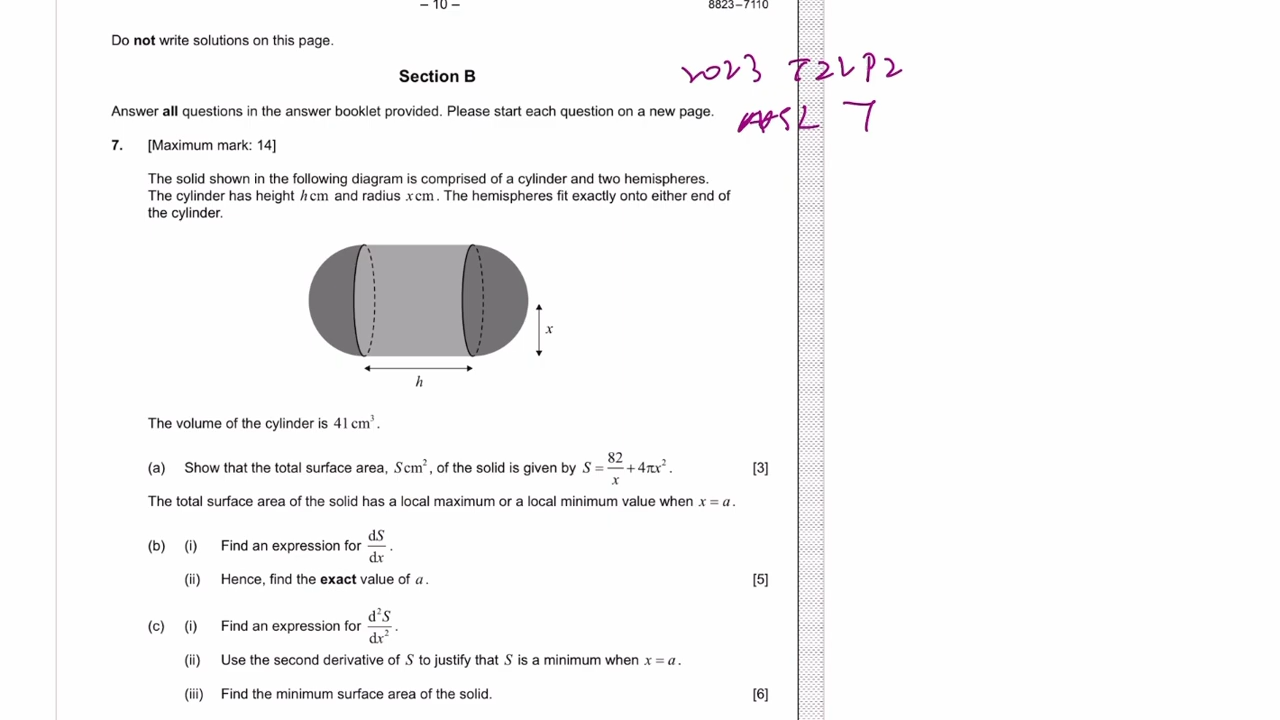 – 10 –
8823–7110
Do not write solutions on this page.
Section B
2023 TZ2 P2
Answer all questions in the answer booklet provided. Please start each question on a new page.
AASL 7
7. [Maximum mark: 14]
The solid shown in the following diagram is comprised of a cylinder and two hemispheres.
The cylinder has height h cm and radius x cm. The hemispheres fit exactly onto either end of
the cylinder.
x
h
The volume of the cylinder is 41 cm³.
(a) Show that the total surface area, S cm², of the solid is given by S = 82/x + 4πx². [3]
The total surface area of the solid has a local maximum or a local minimum value when x = a.
(b) (i) Find an expression for dS/dx.
(ii) Hence, find the exact value of a. [5]
(c) (i) Find an expression for d²S/dx².
(ii) Use the second derivative of S to justify that S is a minimum when x = a.
(iii) Find the minimum surface area of the solid. [6]